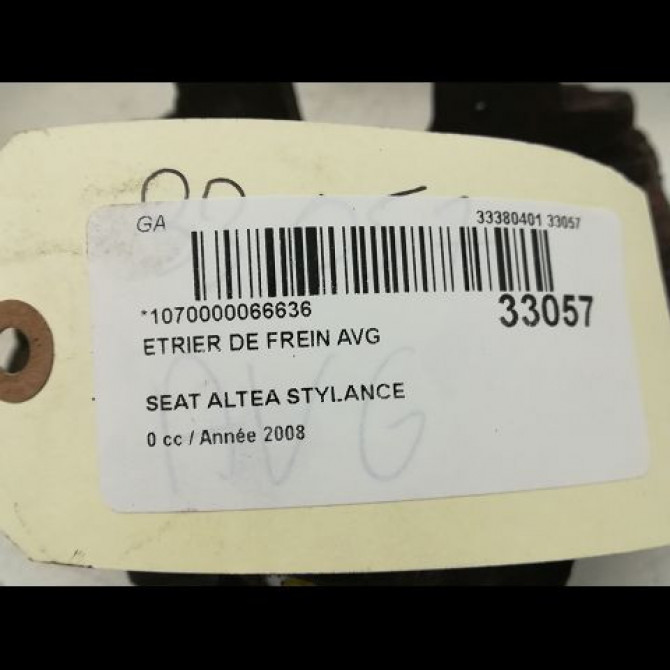 GA 33380401 33057
*1070000066636 33057
ETRIER DE FREIN AVG
SEAT ALTEA STYLANCE
0 cc / Année 2008
AVG